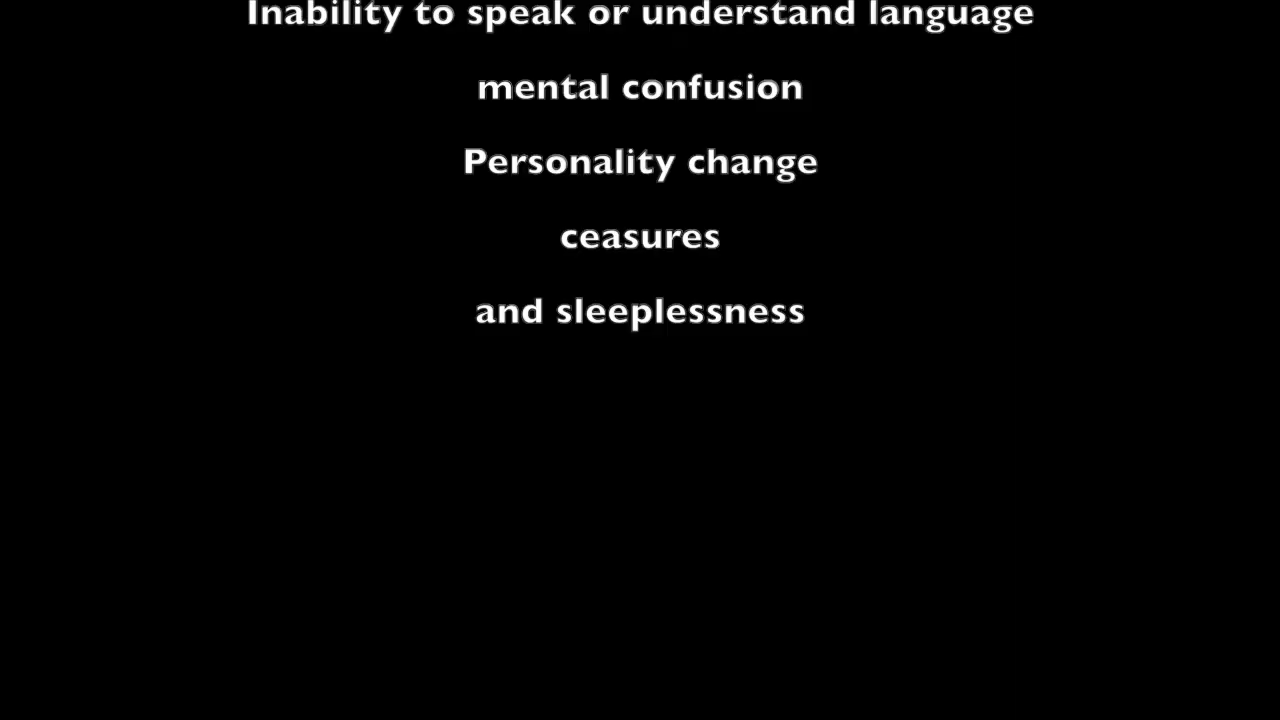 Inability to speak or understand language
mental confusion
Personality change
ceasures
and sleeplessness